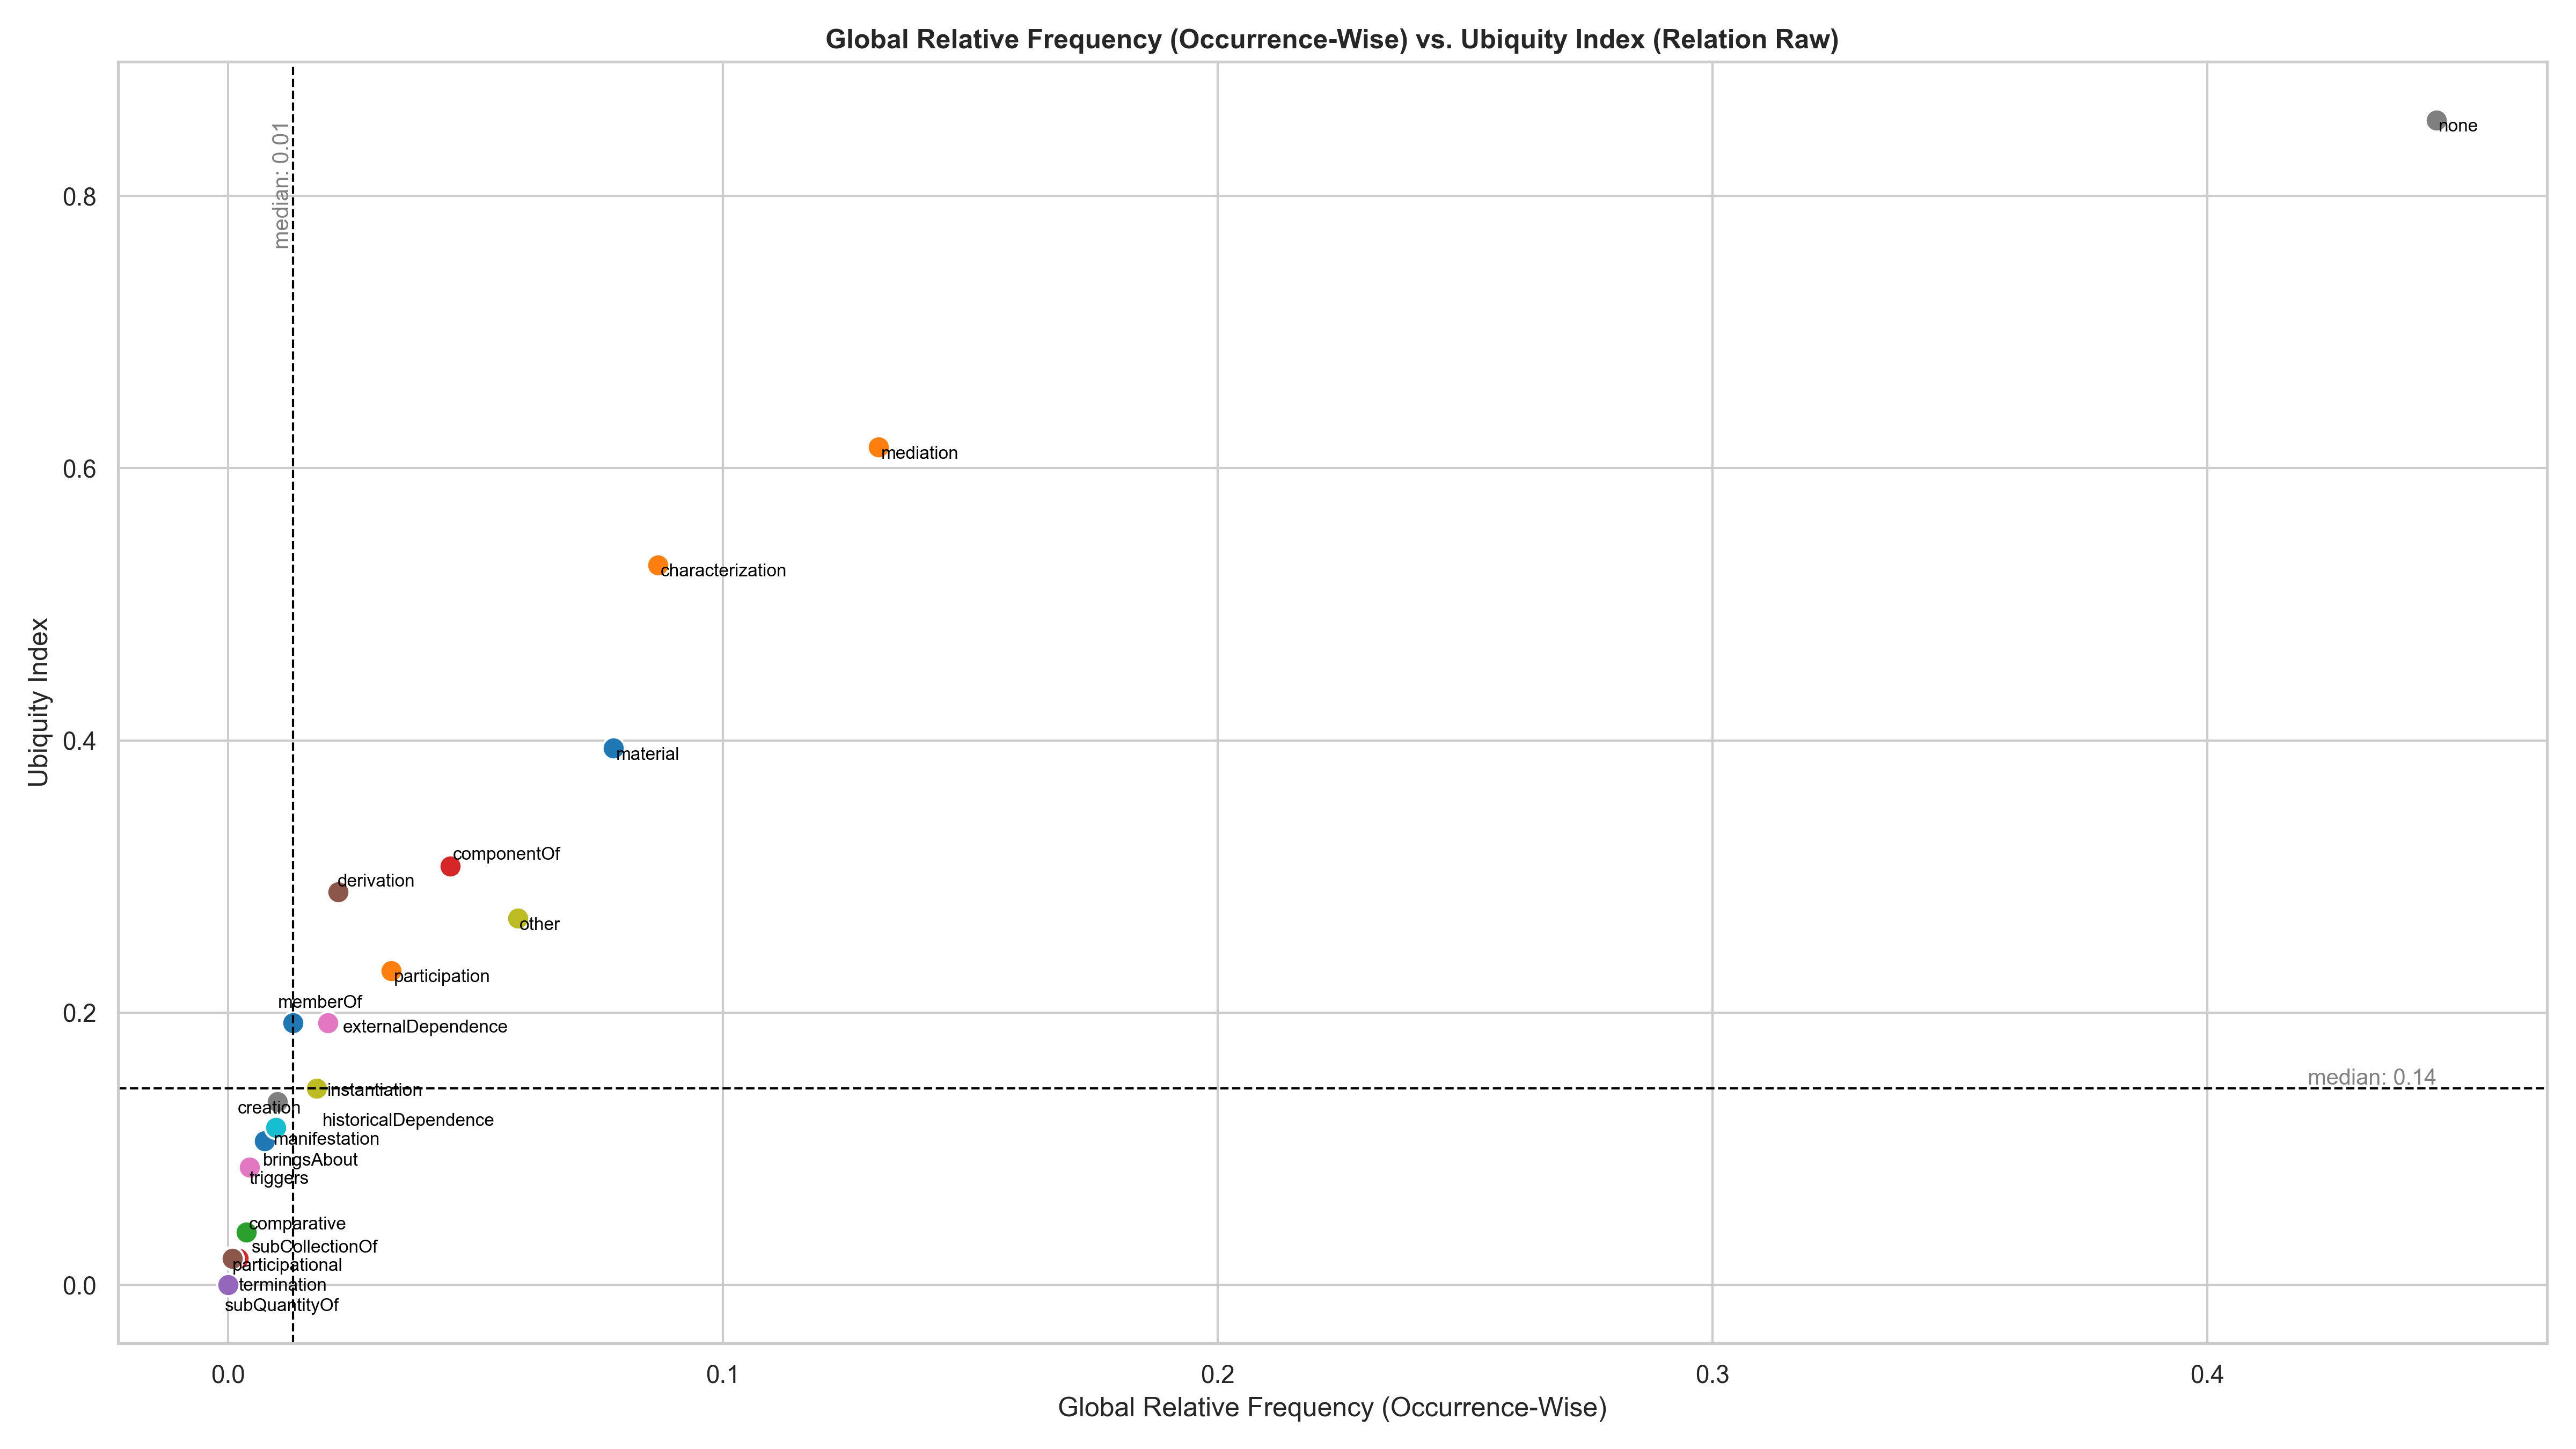 Global Relative Frequency (Occurrence-Wise) vs. Ubiquity Index (Relation Raw)
median: 0.01
none
0.8
mediation
0.6
characterization
Ubiquity Index
material
0.4
componentOf
derivation
other
participation
memberOf
0.2
externalDependence
median: 0.14
instantiation
creation
historicalDependence
manifestation
bringsAbout
triggers
comparative
subCollectionOf
participational
0.0
termination
subQuantityOf
0.0 0.1 0.2 0.3 0.4
Global Relative Frequency (Occurrence-Wise)